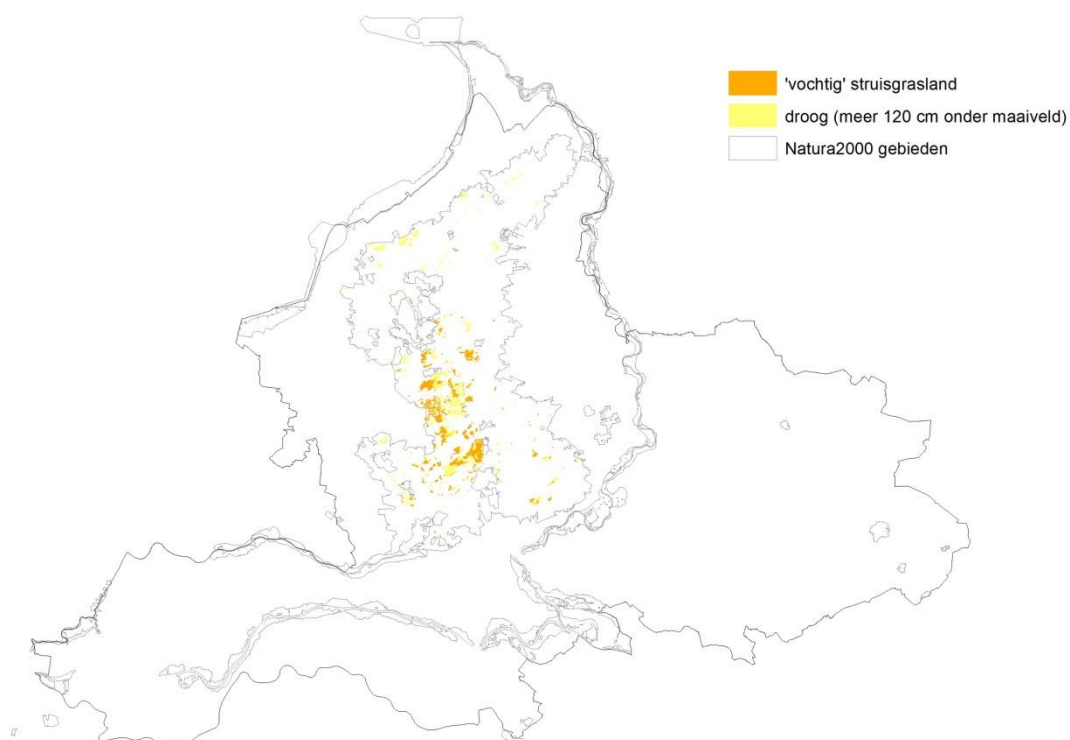 'vochtig' struisgrasland
droog (meer 120 cm onder maaiveld)
Natura2000 gebieden